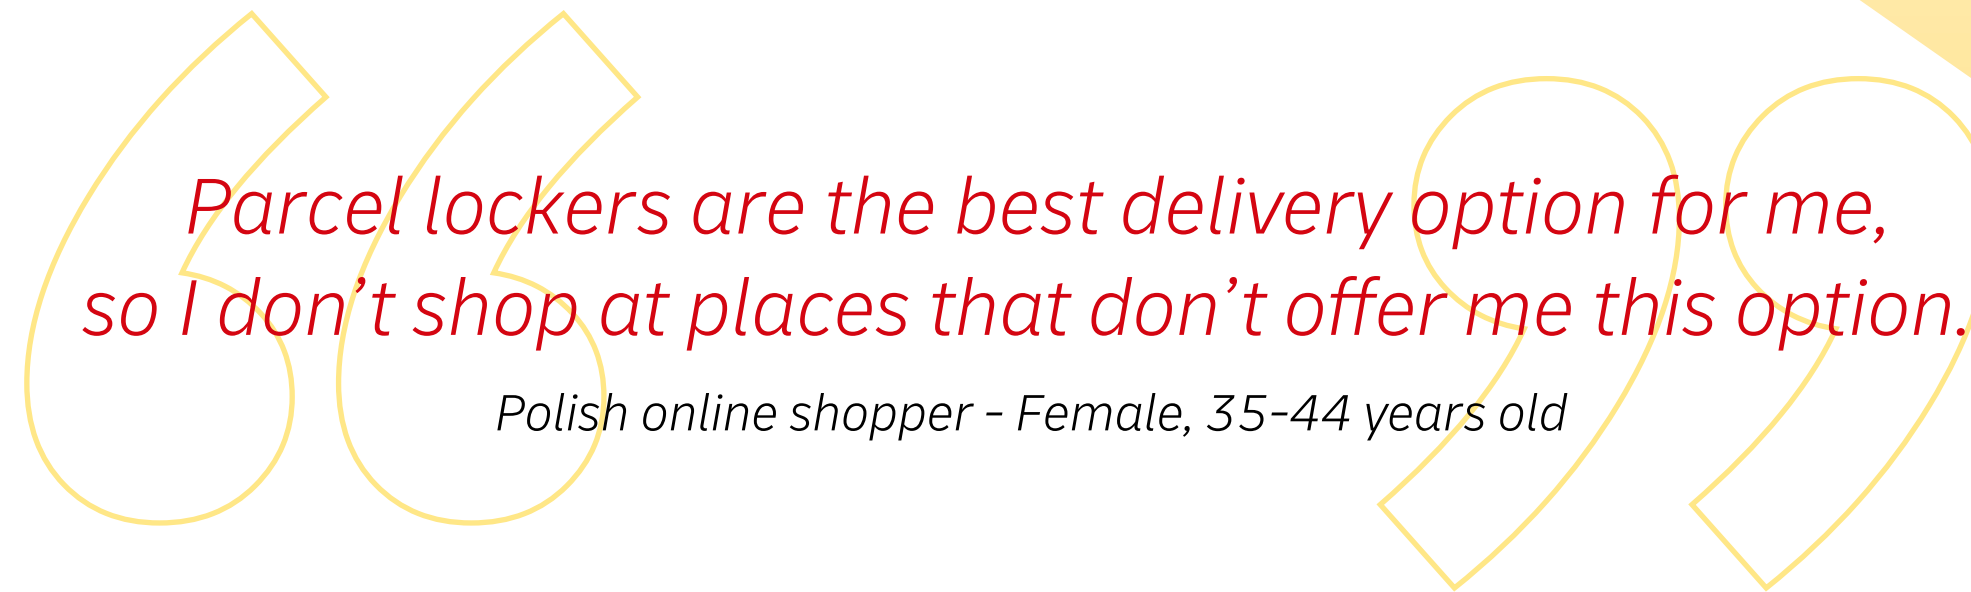 Parcel lockers are the best delivery option for me,
so I don’t shop at places that don’t offer me this option.
Polish online shopper - Female, 35-44 years old